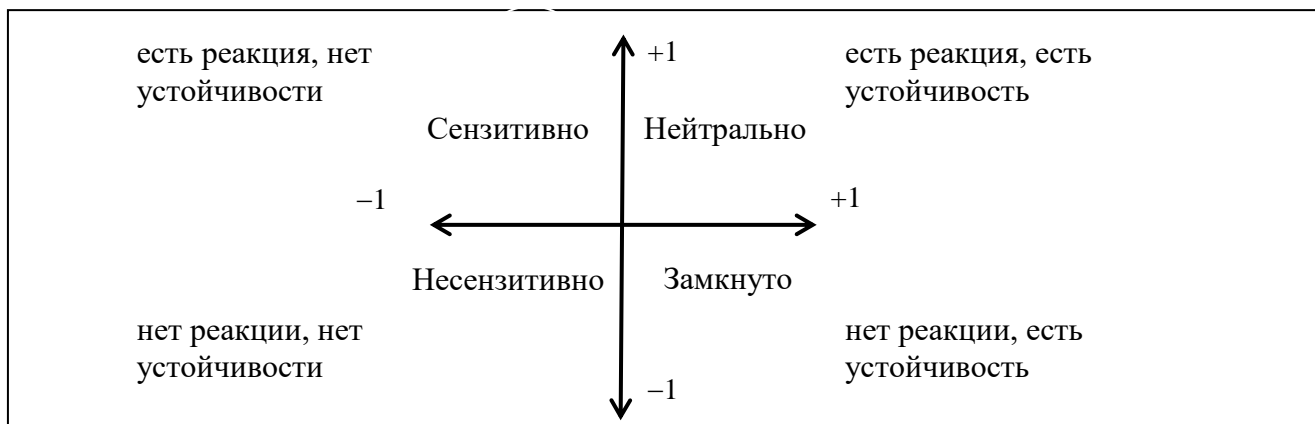 есть реакция, нет
устойчивости
+1
есть реакция, есть
устойчивость
Сензитивно
Нейтрально
–1
+1
Несензитивно
Замкнуто
нет реакции, нет
устойчивости
нет реакции, есть
устойчивость
–1